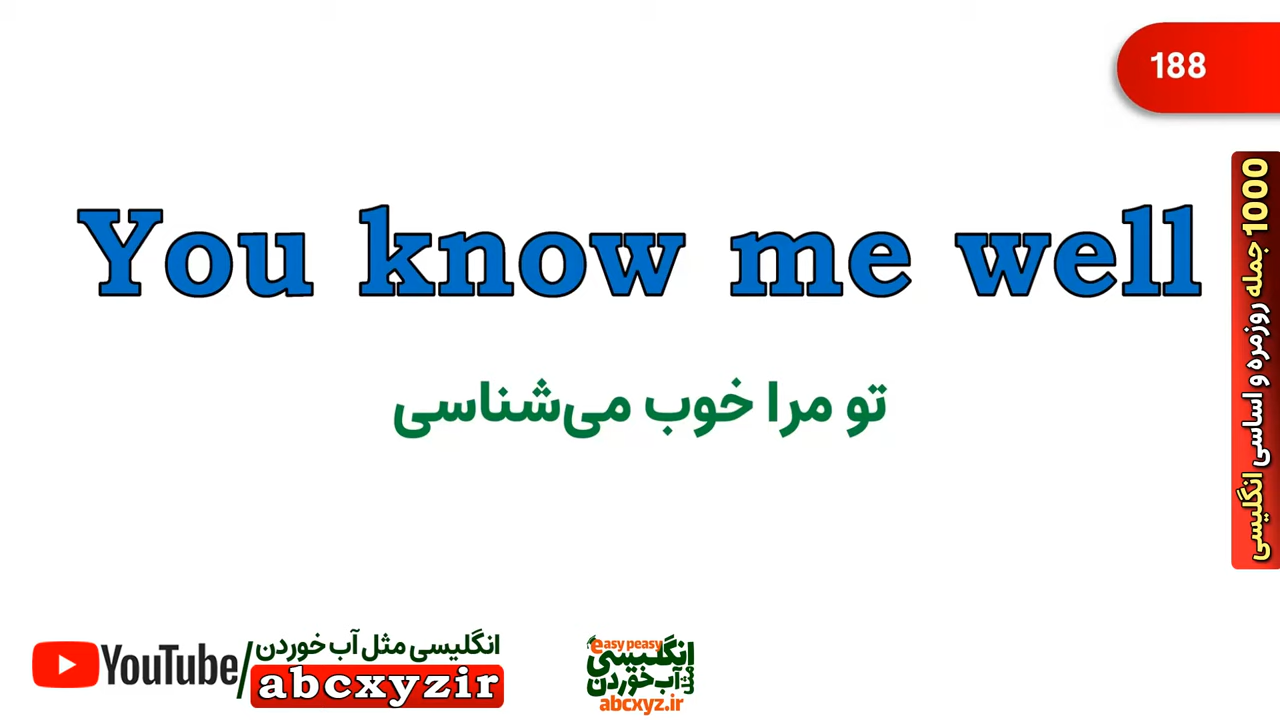 188
You know me well
تو مرا خوب می‌شناسی
1000 جمله روزمره و اساسی انگلیسی
YouTube/
انگلیسی مثل آب خوردن
abcxyzir
easy peasy
انگلیسی
مثل
آب خوردن
abcxyz.ir